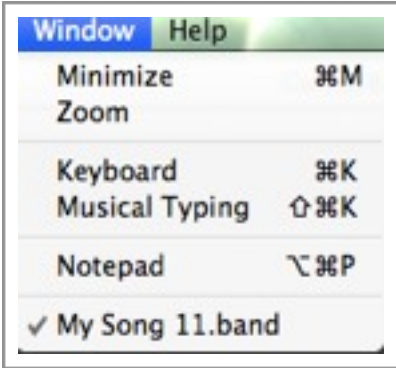 Window Help
Minimize ⌘M
Zoom
Keyboard ⌘K
Musical Typing ⇧⌘K
Notepad ⌥⌘P
✓ My Song 11.band